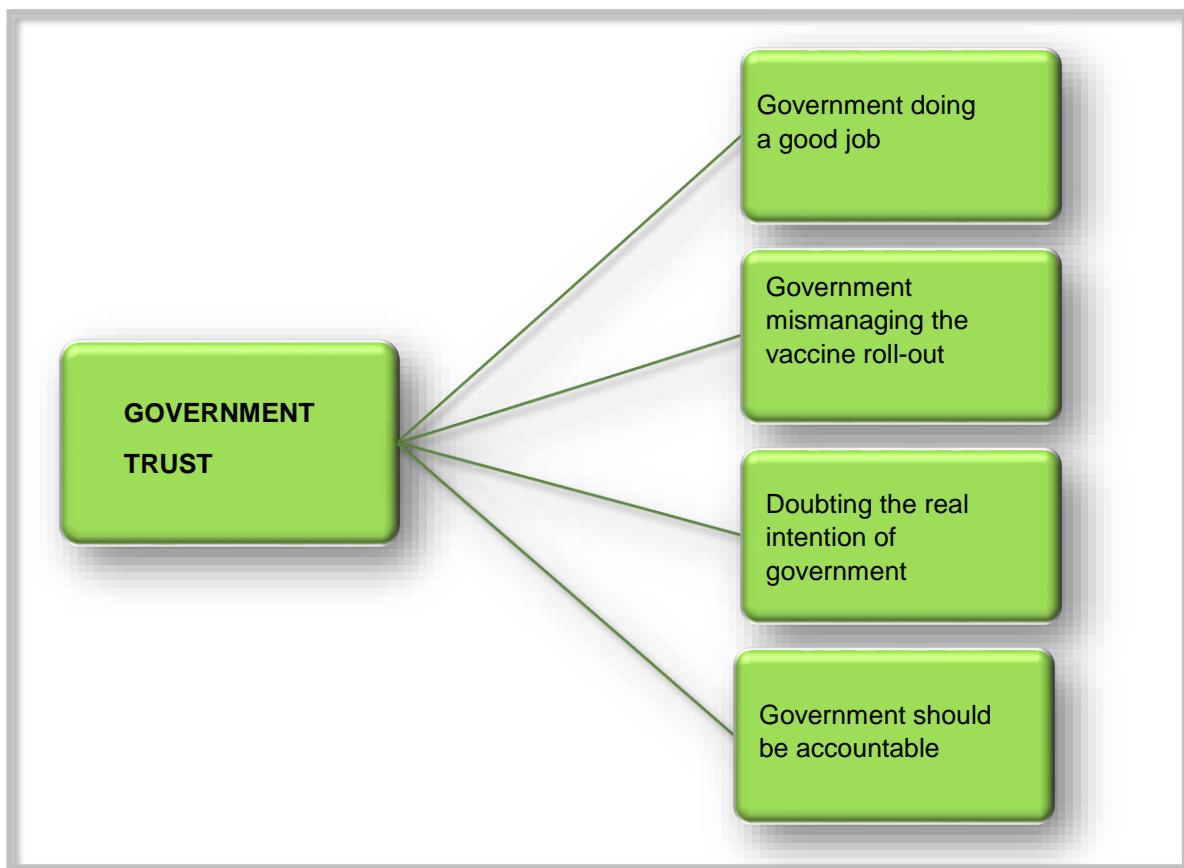 Government doing
a good job
Government
mismanaging the
vaccine roll-out
GOVERNMENT
TRUST
Doubting the real
intention of
government
Government should
be accountable